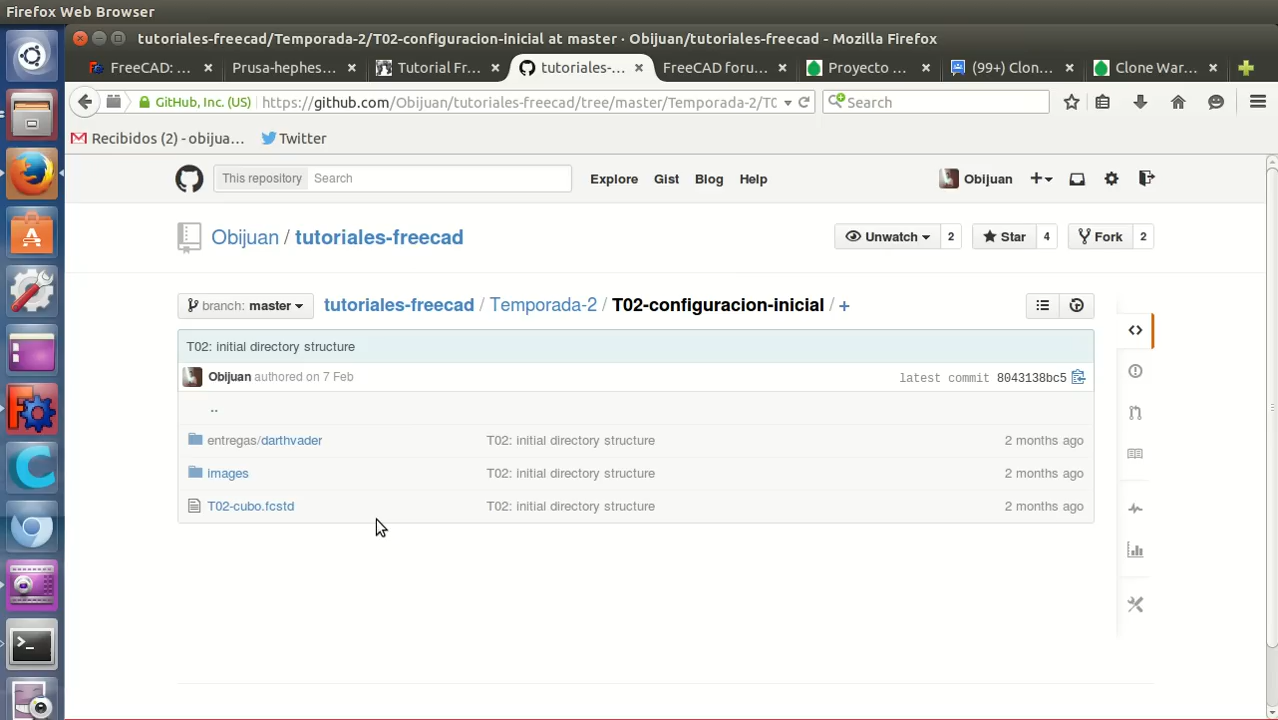 Firefox Web Browser
tutoriales-freecad/Temporada-2/T02-configuracion-inicial at master · Obijuan/tutoriales-freecad - Mozilla Firefox
FreeCAD: ... Prusa-hephes... Tutorial Fr... tutoriales-... FreeCAD foru... Proyecto ... (99+) Clon... Clone War...
GitHub, Inc. (US) https://github.com/Obijuan/tutoriales-freecad/tree/master/Temporada-2/T0 Search
Recibidos (2) - obijua... Twitter
This repository Search Explore Gist Blog Help Obijuan
Obijuan / tutoriales-freecad Unwatch 2 Star 4 Fork 2
branch: master tutoriales-freecad / Temporada-2 / T02-configuracion-inicial / +
T02: initial directory structure
Obijuan authored on 7 Feb latest commit 8043138bc5
..
entregas/darthvader T02: initial directory structure 2 months ago
images T02: initial directory structure 2 months ago
T02-cubo.fcstd T02: initial directory structure 2 months ago